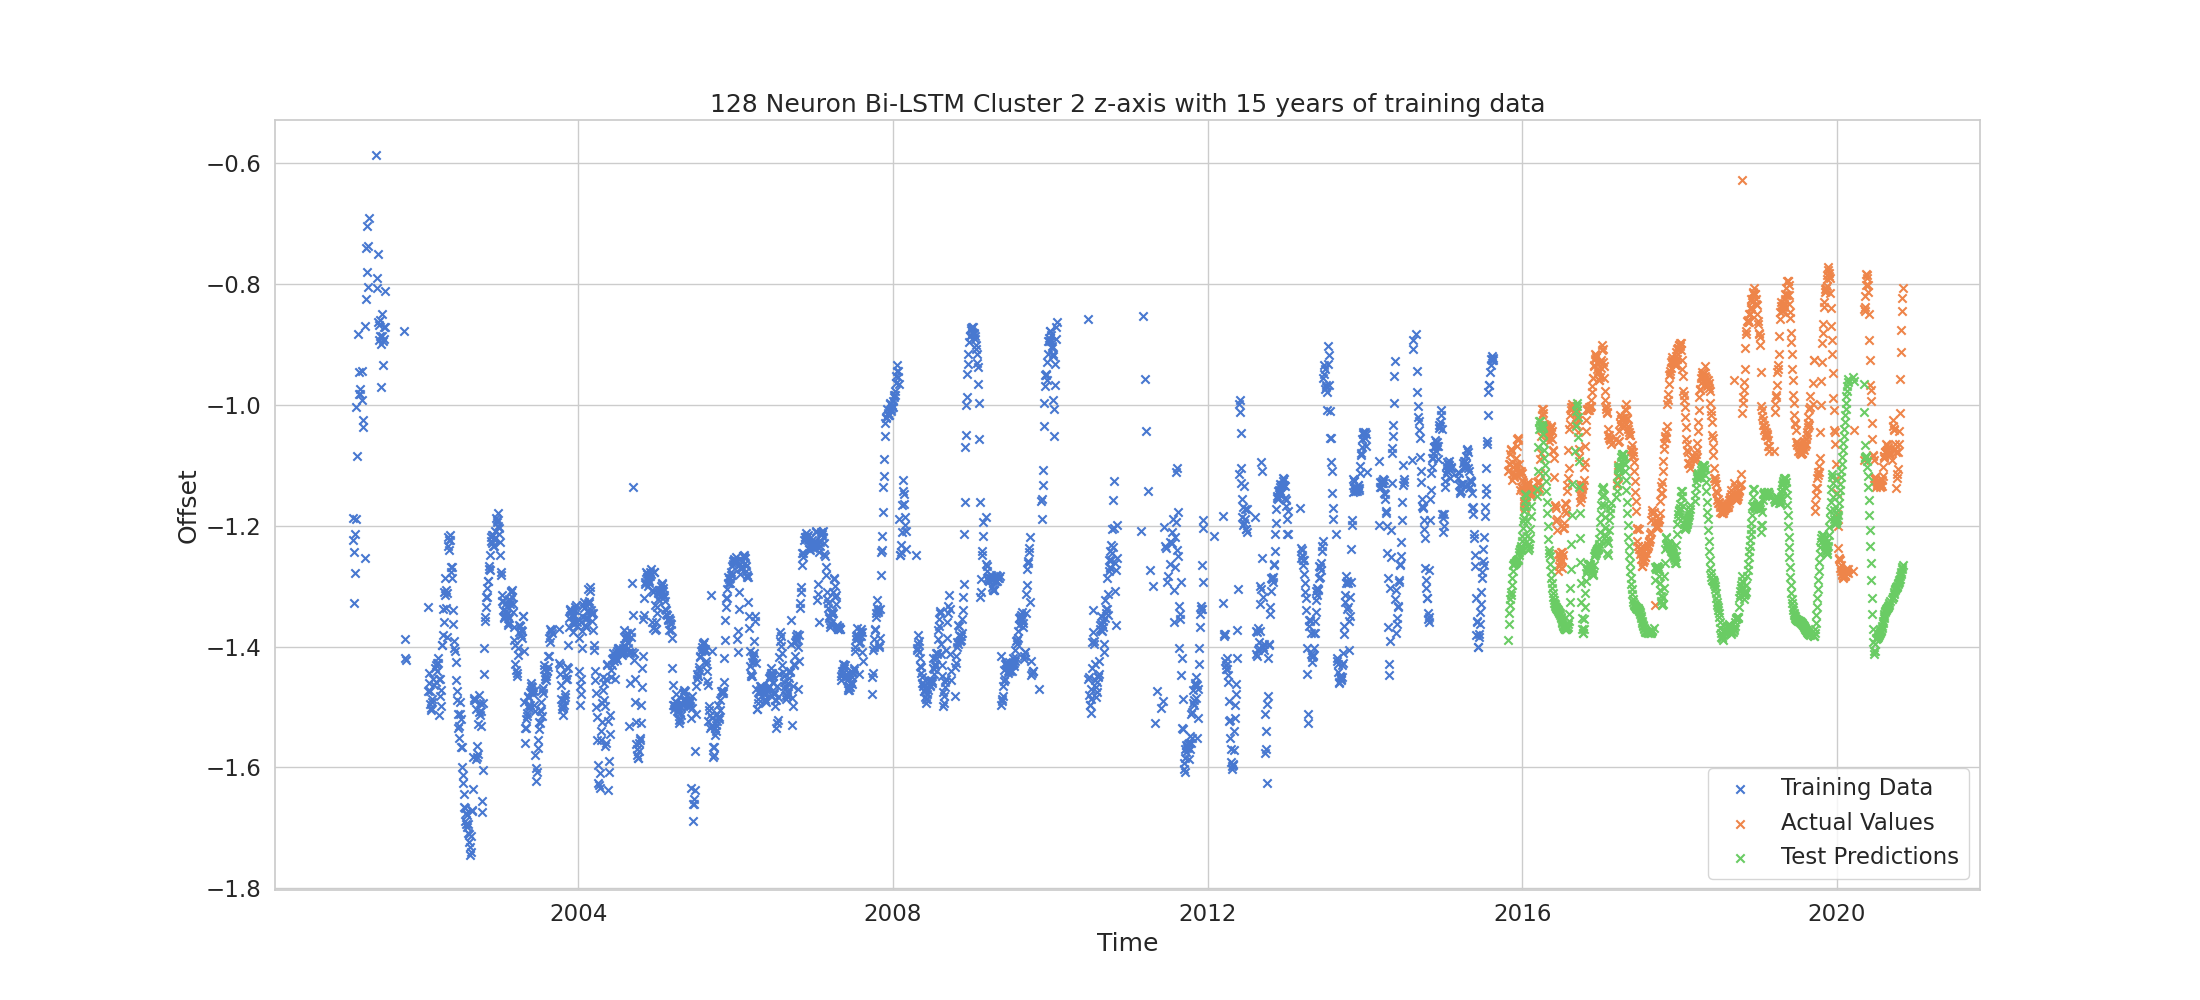 128 Neuron Bi-LSTM Cluster 2 z-axis with 15 years of training data
−0.6
−0.8
−1.0
−1.2
−1.4
−1.6
−1.8
Offset
2004
2008
2012
2016
2020
Time
Training Data
Actual Values
Test Predictions